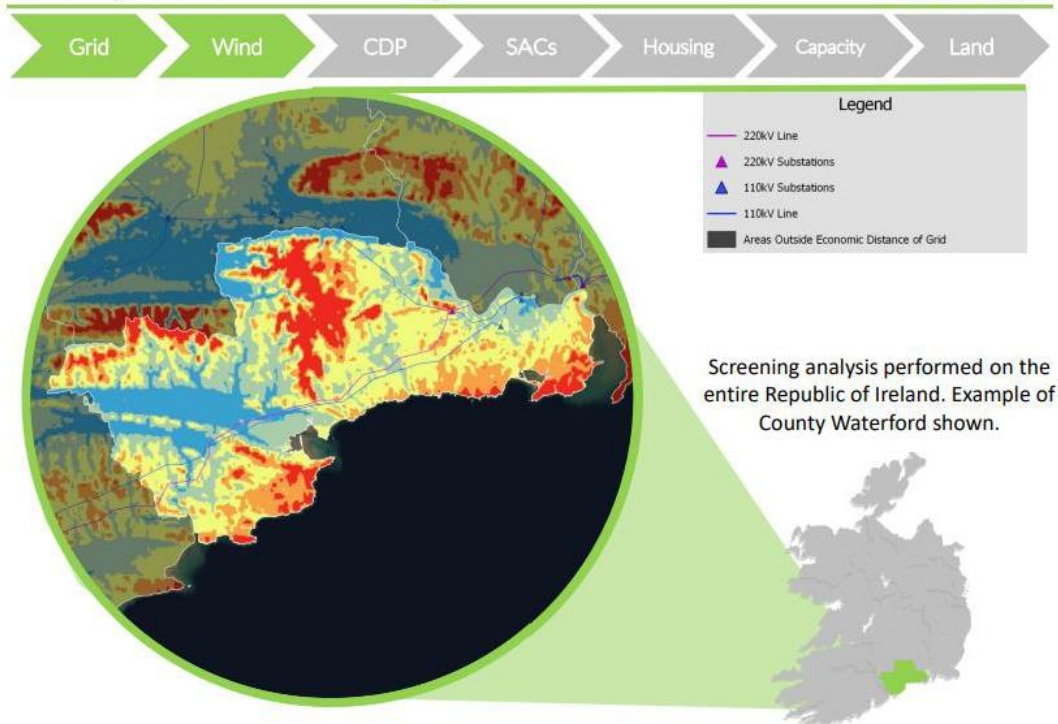 Grid
Wind
CDP
SACs
Housing
Capacity
Land
Legend
220kV Line
220kV Substations
110kV Substations
110kV Line
Areas Outside Economic Distance of Grid
Screening analysis performed on the
entire Republic of Ireland. Example of
County Waterford shown.